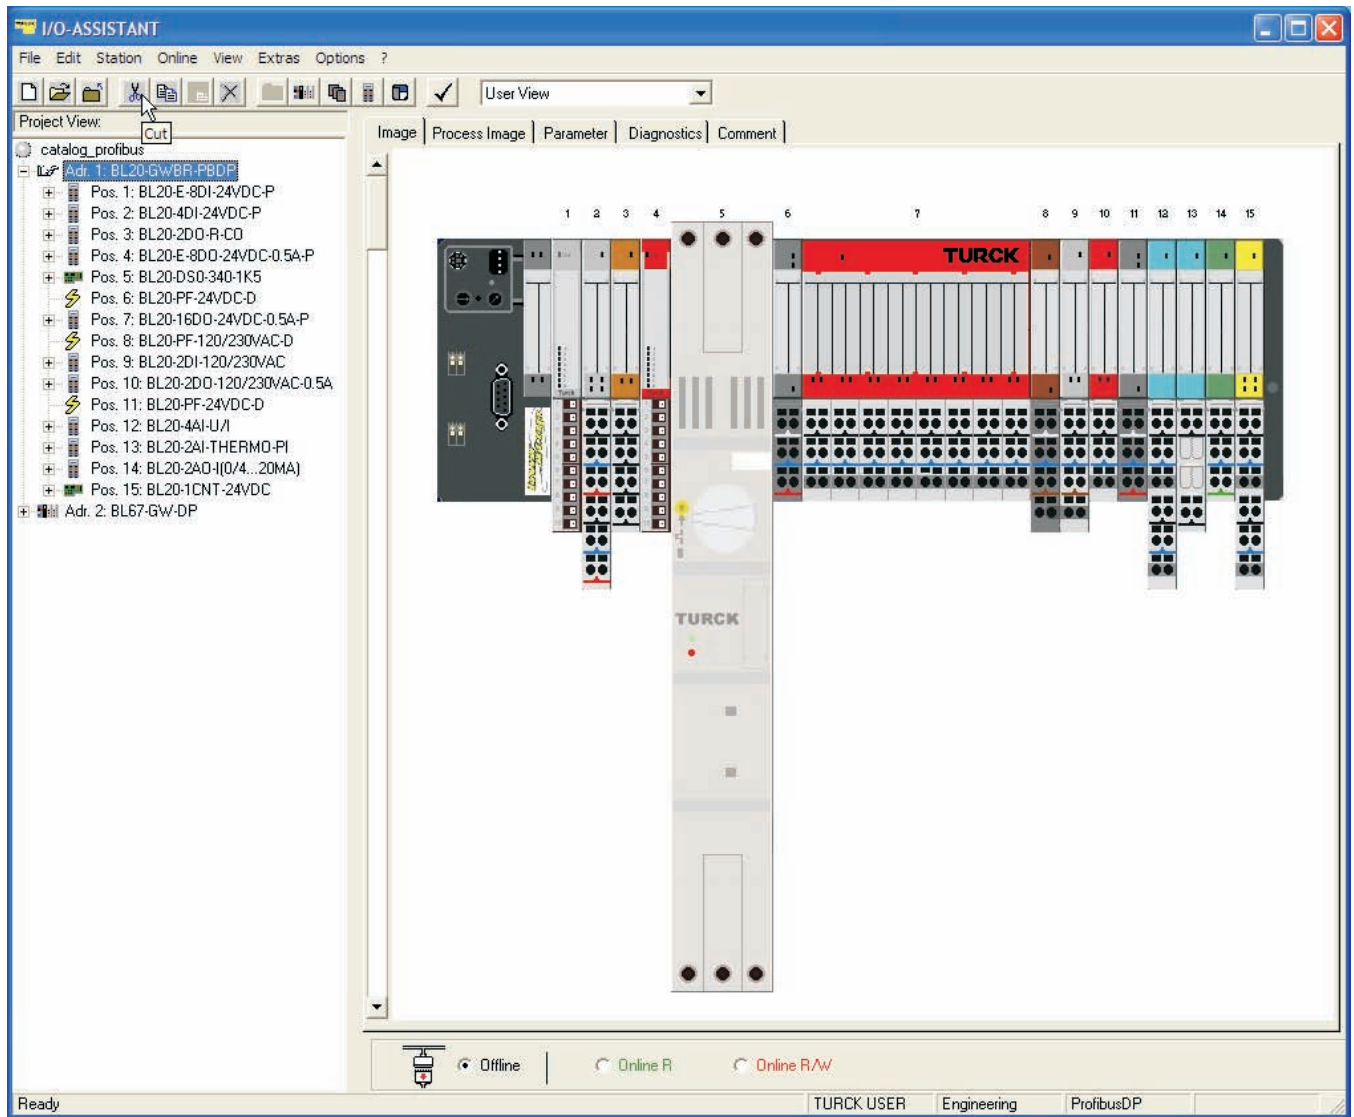 TURCK I/O-ASSISTANT
File Edit Station Online View Extras Options ?
User View
Project View:
Cut
Image Process Image Parameter Diagnostics Comment
catalog_profibus
Adr. 1: BL20-GWBR-PBDP
Pos. 1: BL20-E-8DI-24VDC-P
Pos. 2: BL20-4DI-24VDC-P
Pos. 3: BL20-2DO-R-CO
Pos. 4: BL20-E-8DO-24VDC-0.5A-P
Pos. 5: BL20-DS0-340-1K5
Pos. 6: BL20-PF-24VDC-D
Pos. 7: BL20-16DO-24VDC-0.5A-P
Pos. 8: BL20-PF-120/230VAC-D
Pos. 9: BL20-2DI-120/230VAC
Pos. 10: BL20-2DO-120/230VAC-0.5A
Pos. 11: BL20-PF-24VDC-D
Pos. 12: BL20-4AI-U/I
Pos. 13: BL20-2AI-THERMO-PI
Pos. 14: BL20-2AO-I(0/4...20MA)
Pos. 15: BL20-1CNT-24VDC
Adr. 2: BL67-GW-DP
1 2 3 4 5 6 7 8 9 10 11 12 13 14 15
TURCK
Turck
Turck
TURCK
Offline Online R Online R/W
Ready TURCK USER Engineering ProfibusDP